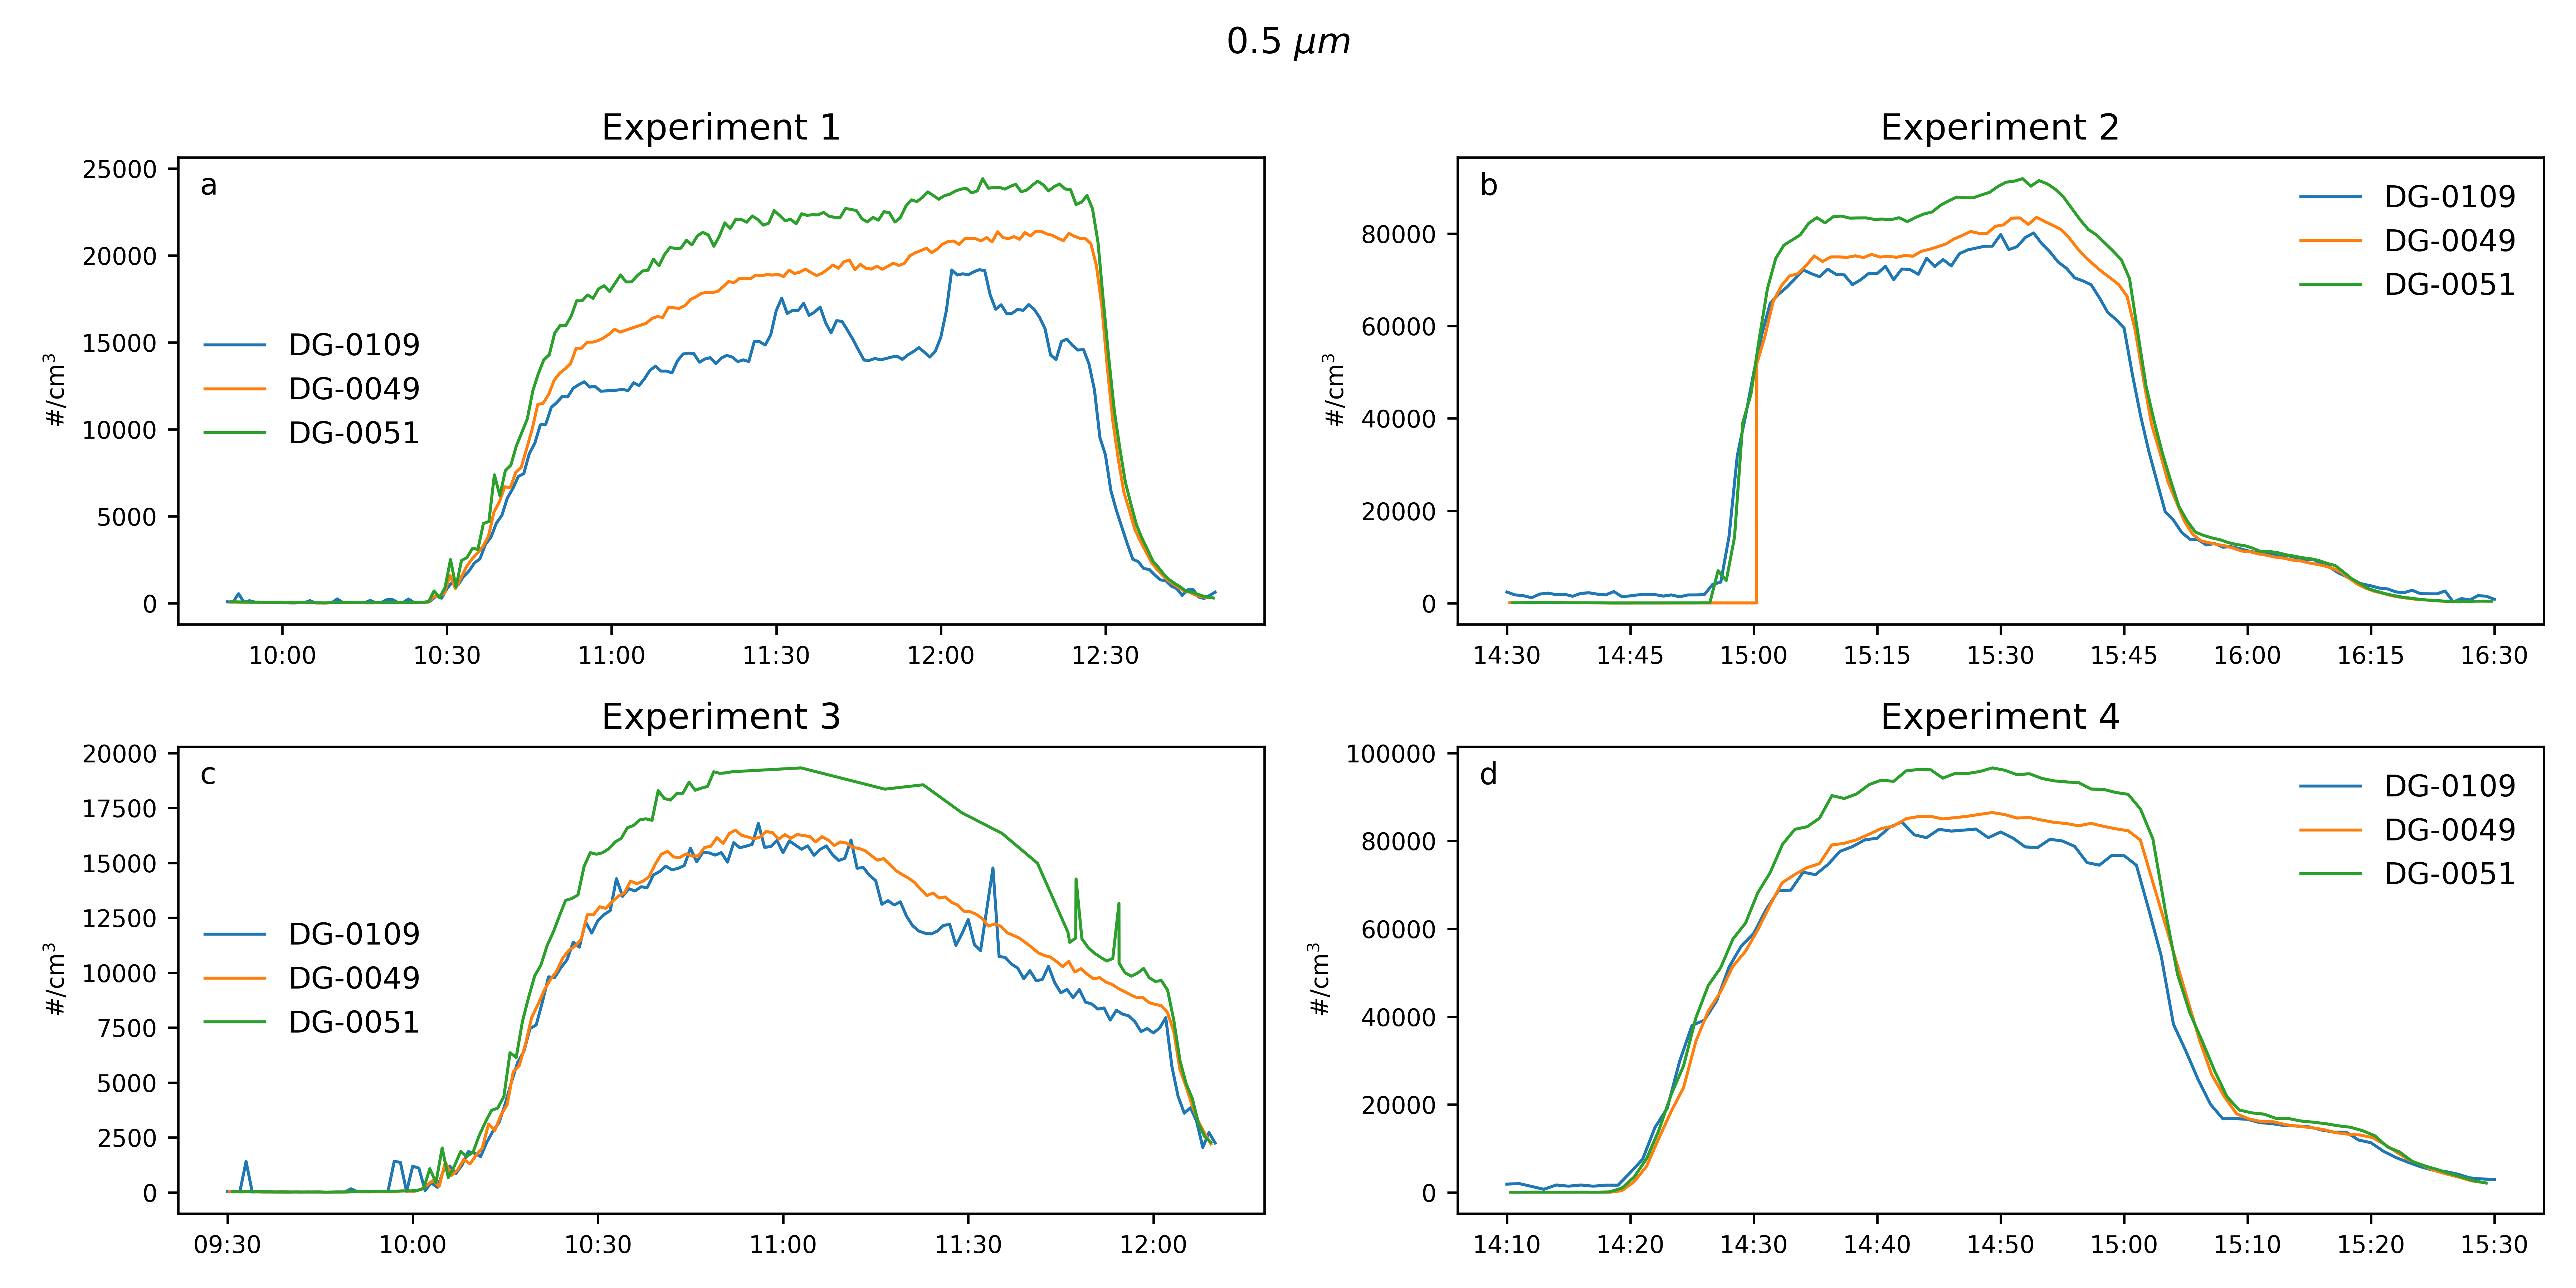 0.5 μm
Experiment 1
a
25000
20000
15000
10000
5000
0
#/cm³
DG-0109
DG-0049
DG-0051
10:00 10:30 11:00 11:30 12:00 12:30
Experiment 2
b
80000
60000
40000
20000
0
#/cm³
DG-0109
DG-0049
DG-0051
14:30 14:45 15:00 15:15 15:30 15:45 16:00 16:15 16:30
Experiment 3
c
20000
17500
15000
12500
10000
7500
5000
2500
0
#/cm³
DG-0109
DG-0049
DG-0051
09:30 10:00 10:30 11:00 11:30 12:00
Experiment 4
d
100000
80000
60000
40000
20000
0
#/cm³
DG-0109
DG-0049
DG-0051
14:10 14:20 14:30 14:40 14:50 15:00 15:10 15:20 15:30